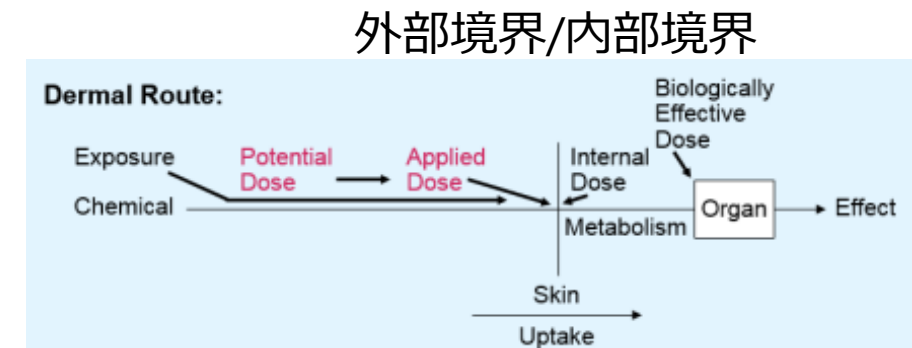 外部境界/内部境界
Dermal Route:
Biologically
Effective
Dose
Exposure
Potential
Dose
Applied
Dose
Internal
Dose
Chemical
Metabolism
Organ
Effect
Skin
Uptake